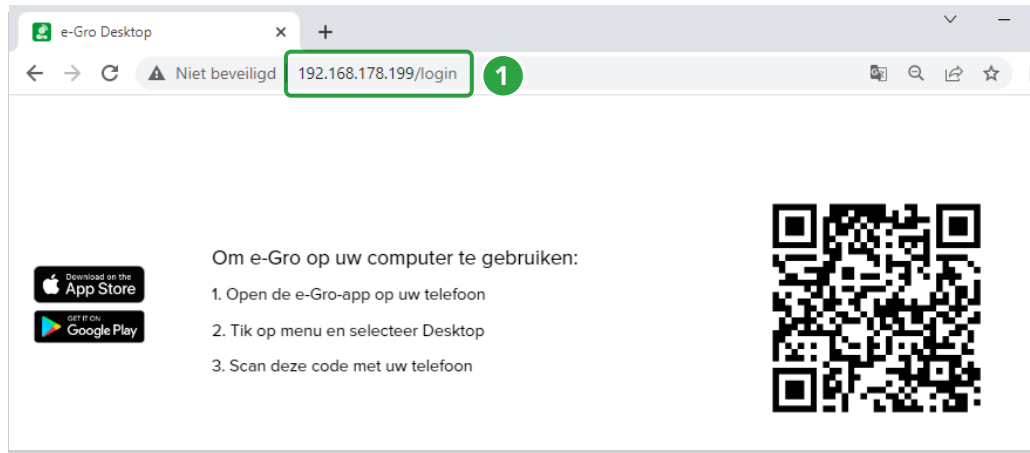 e-Gro Desktop
Niet beveiligd
192.168.178.199/login
1
Download on the
App Store
GET IT ON
Google Play
Om e-Gro op uw computer te gebruiken:
1. Open de e-Gro-app op uw telefoon
2. Tik op menu en selecteer Desktop
3. Scan deze code met uw telefoon